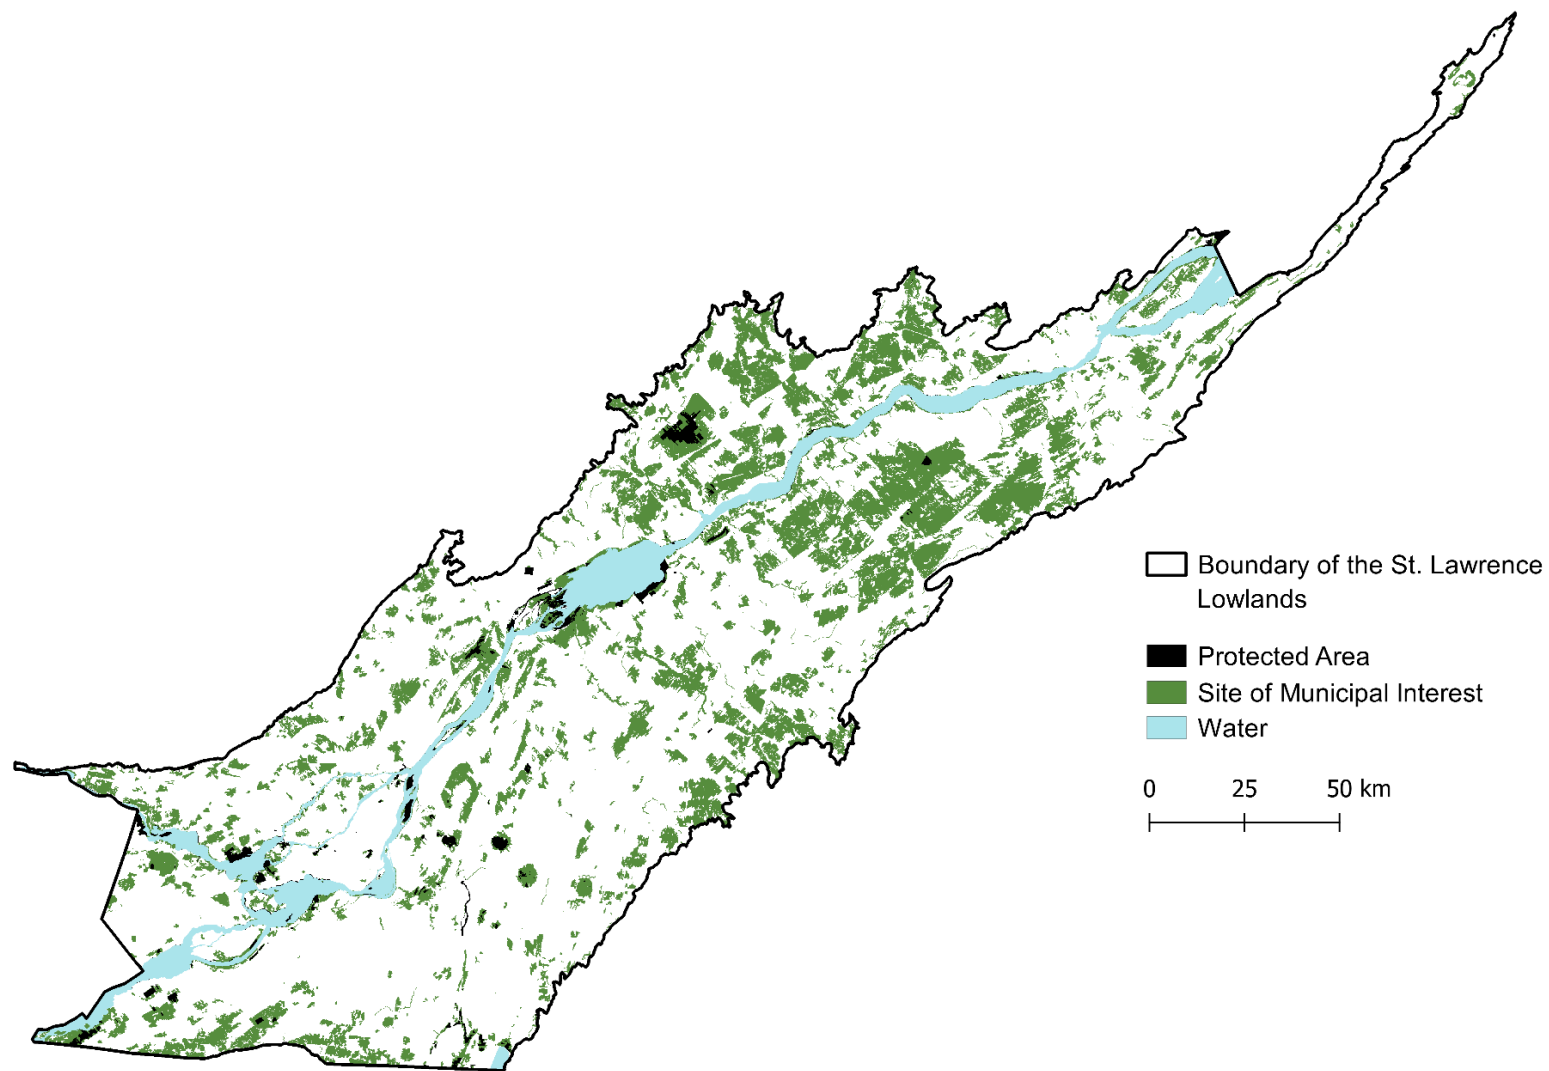 Boundary of the St. Lawrence
Lowlands
Protected Area
Site of Municipal Interest
Water
0 25 50 km